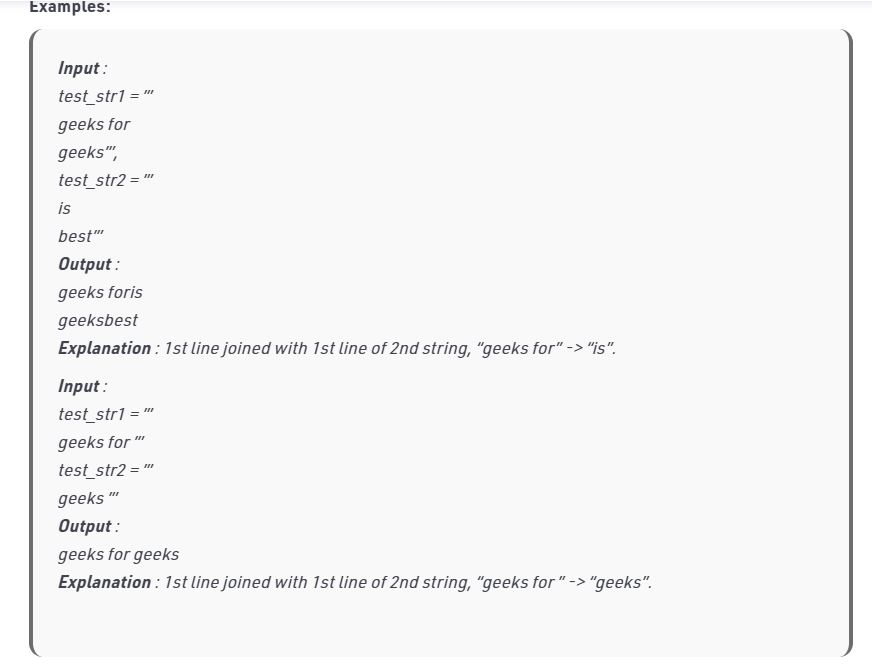 Examples:
Input :
test_str1 = ”’
geeks for
geeks”’,
test_str2 = ”’
is
best”’
Output :
geeks foris
geeksbest
Explanation : 1st line joined with 1st line of 2nd string, “geeks for” -> “is”.
Input :
test_str1 = ”’
geeks for ”’
test_str2 = ”’
geeks ”’
Output :
geeks for geeks
Explanation : 1st line joined with 1st line of 2nd string, “geeks for ” -> “geeks”.